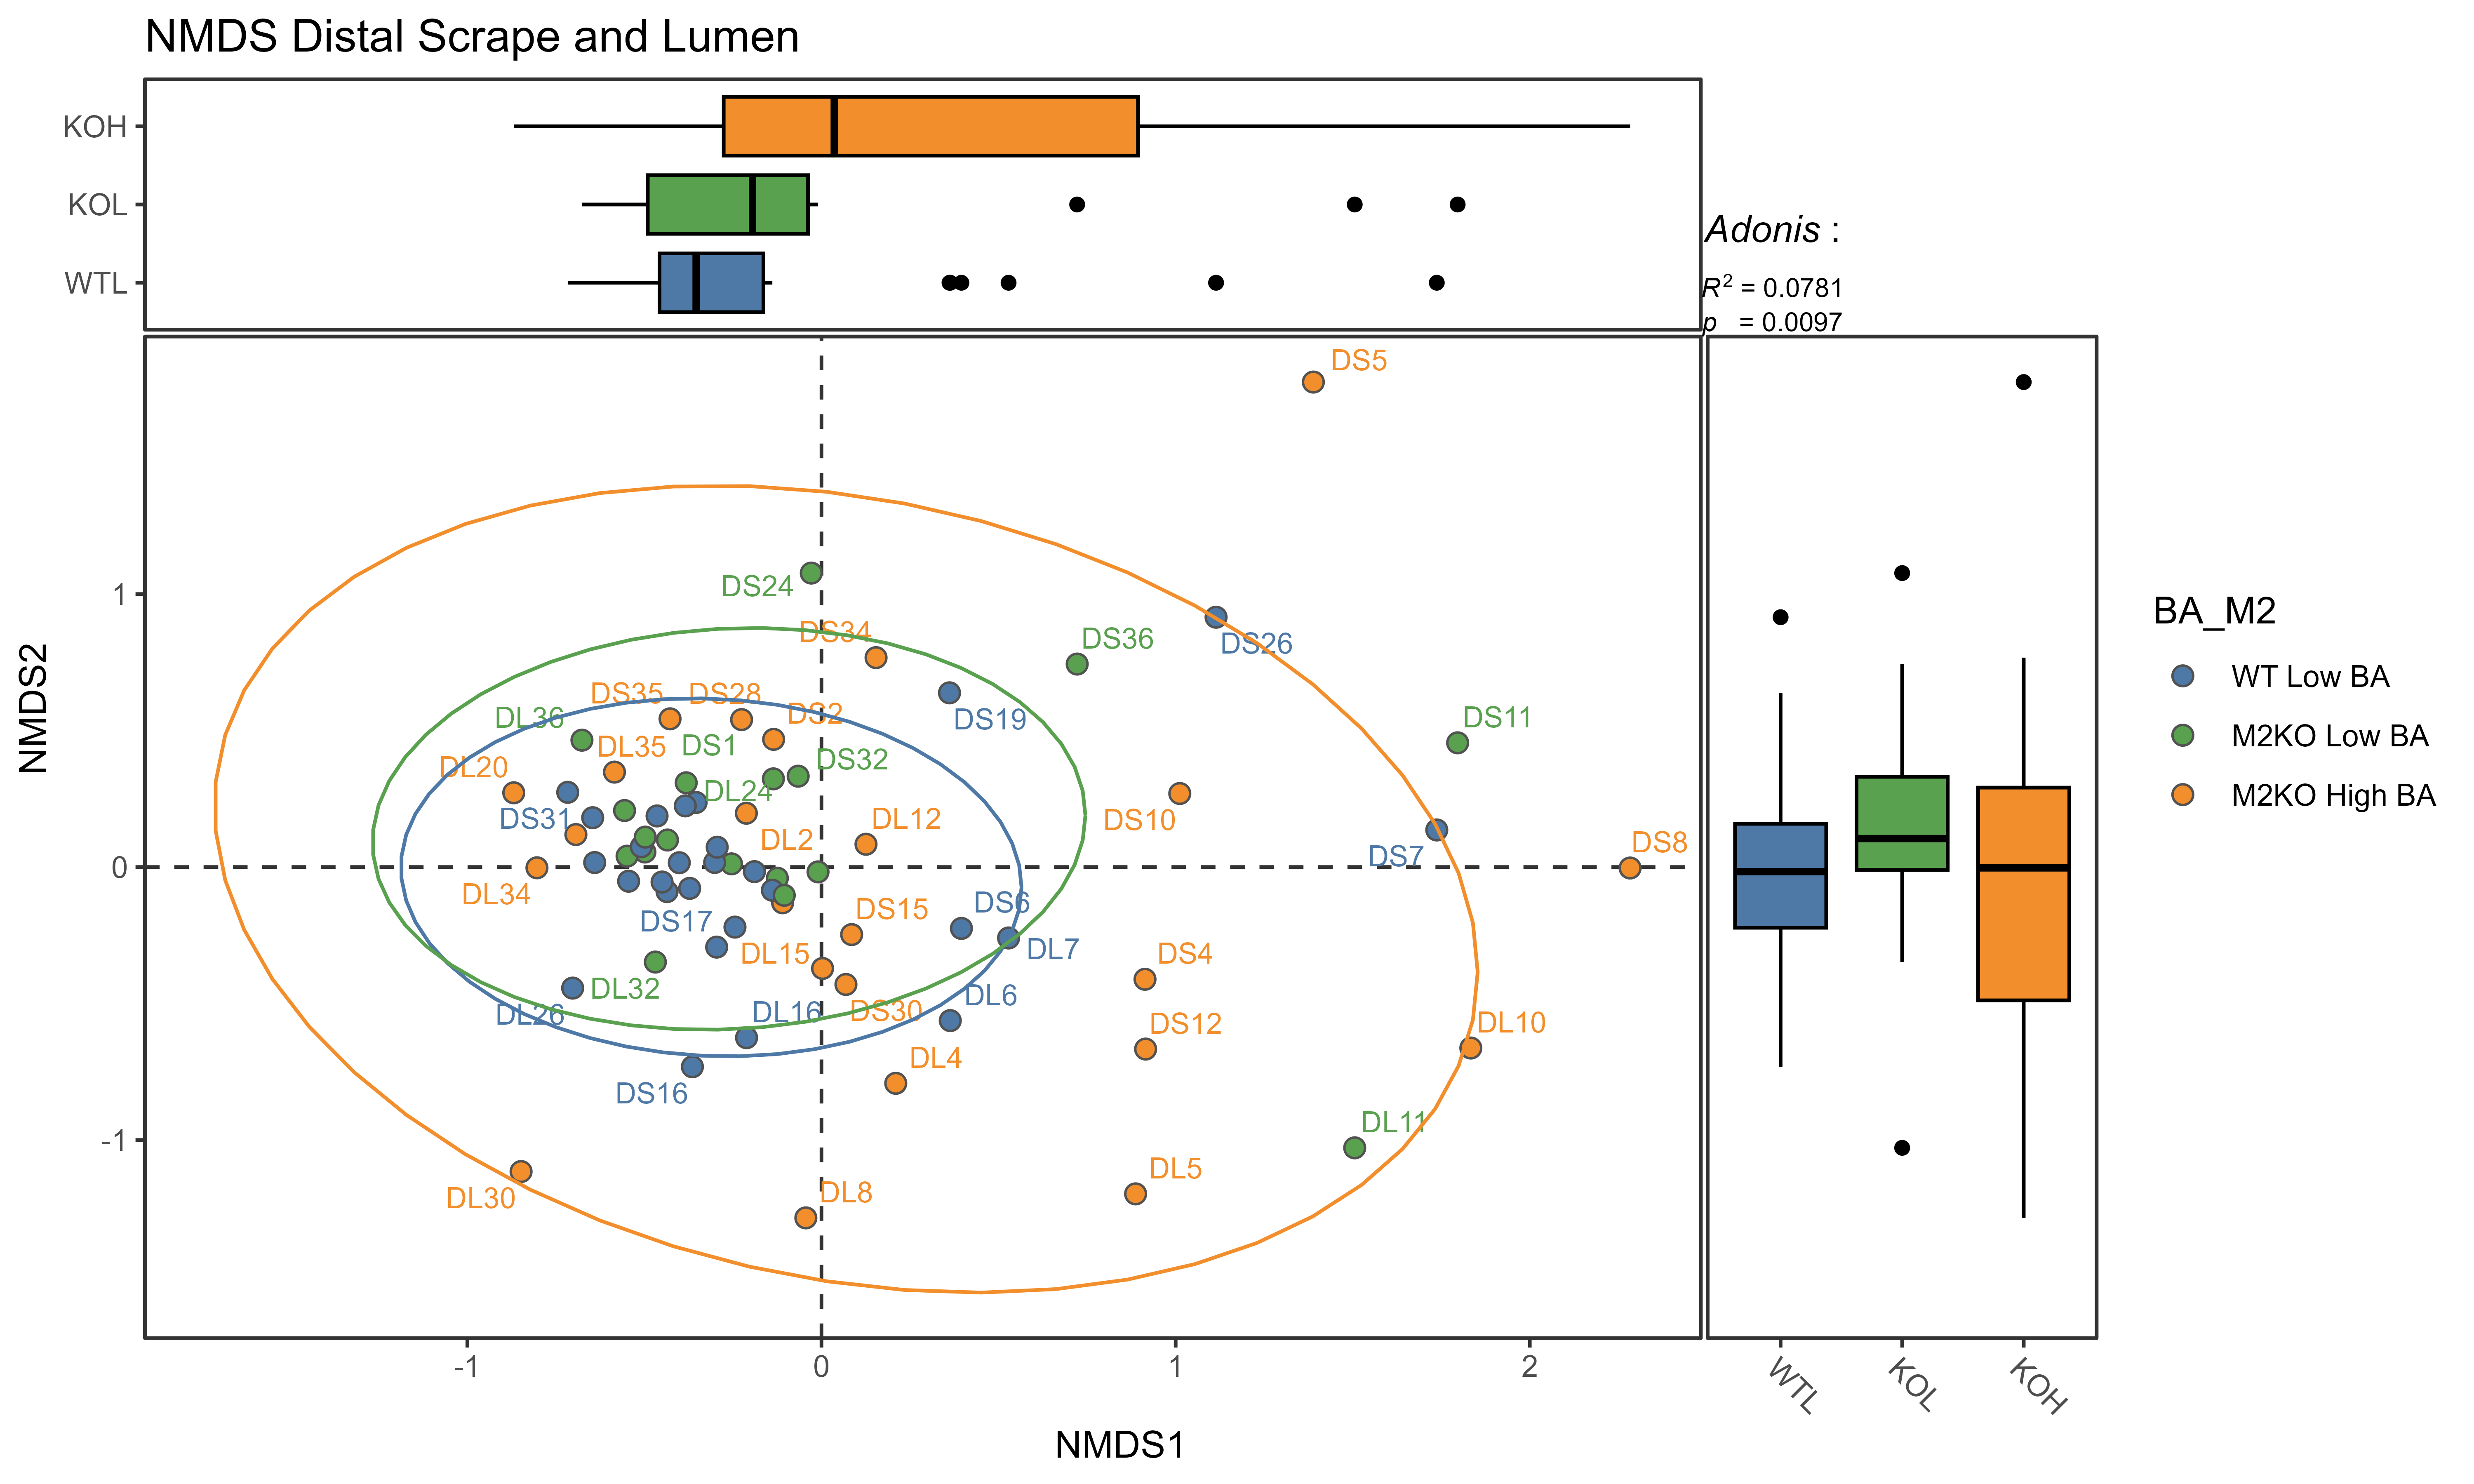 NMDS Distal Scrape and Lumen
KOH
KOL
WTL
Adonis :
R² = 0.0781
p = 0.0097
DS5
DS24
DS34
DS36
DS26
DS35 DS28
DL36
DS2
DS19
DS11
DL35
DS1
DS32
DL20
DL24
DS31
DL12
DS10
DL2
DS7
DS8
DL34
DS17
DS15
DS6
DL15
DL7
DS4
DL32
DL6
DL26
DL16
DS30
DS12
DL10
DL4
DS16
DL11
DL5
DL30
DL8
1
0
-1
NMDS2
-1
0
1
2
NMDS1
WTL
KOL
KOH
BA_M2
WT Low BA
M2KO Low BA
M2KO High BA